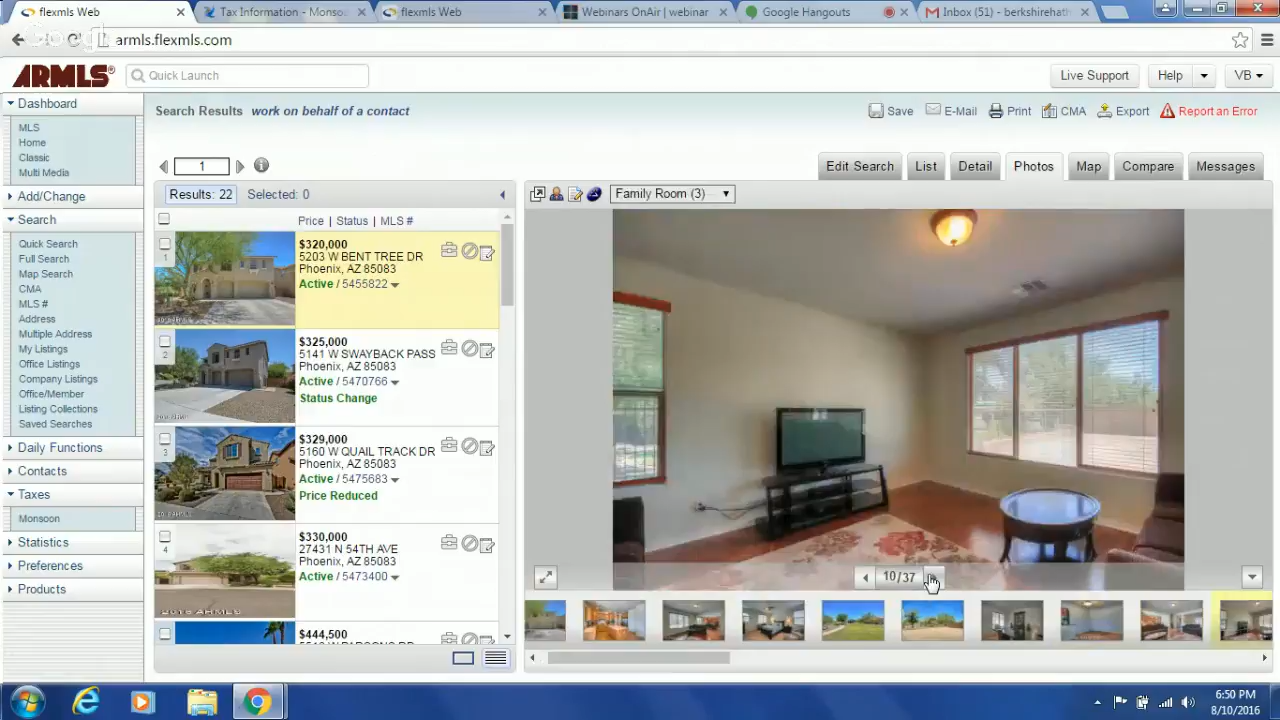 flexmls Web
Tax Information - Monsoo
flexmls Web
Webinars OnAir | webinar
Google Hangouts
Inbox (51) - berkshirehath
armls.flexmls.com
ARMLS
Quick Launch
Live Support
Help
VB
Dashboard
MLS
Home
Classic
Multi Media
Add/Change
Search
Quick Search
Full Search
Map Search
CMA
MLS #
Address
Multiple Address
My Listings
Office Listings
Company Listings
Office/Member
Listing Collections
Saved Searches
Daily Functions
Contacts
Taxes
Monsoon
Statistics
Preferences
Products
Search Results work on behalf of a contact
Save
E-Mail
Print
CMA
Export
Report an Error
1
Edit Search
List
Detail
Photos
Map
Compare
Messages
Results: 22
Selected: 0
Family Room (3)
Price | Status | MLS #
1
$320,000
5203 W BENT TREE DR
Phoenix, AZ 85083
Active / 5455822
2
$325,000
5141 W SWAYBACK PASS
Phoenix, AZ 85083
Active / 5470766
Status Change
3
$329,000
5160 W QUAIL TRACK DR
Phoenix, AZ 85083
Active / 5475683
Price Reduced
4
$330,000
27431 N 54TH AVE
Phoenix, AZ 85083
Active / 5473400
$444,500
10/37
6:50 PM
8/10/2016